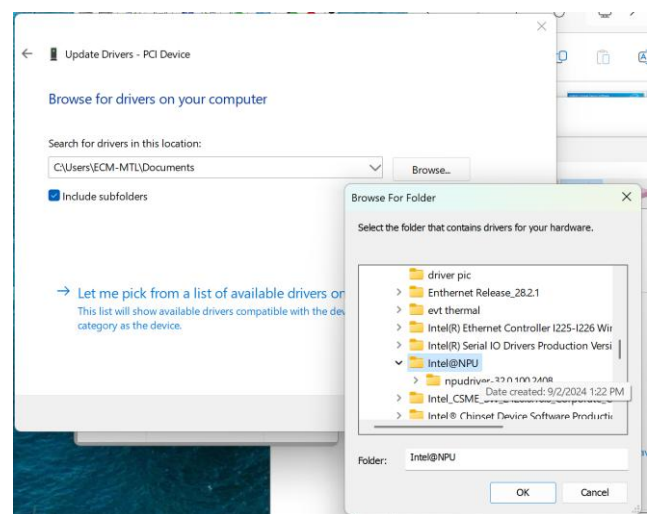 Update Drivers - PCI Device
Browse for drivers on your computer
Search for drivers in this location:
C:\Users\ECM-MTL\Documents
Browse...
Include subfolders
Let me pick from a list of available drivers on
This list will show available drivers compatible with the dev
category as the device.
Browse For Folder
Select the folder that contains drivers for your hardware.
driver pic
Enthernet Release_28.2.1
evt thermal
Intel(R) Ethernet Controller I225-I226 Wir
Intel(R) Serial IO Drivers Production Versi
Intel@NPU
npudriver-32.0.100.2408
Date created: 9/2/2024 1:22 PM
Intel® Chipset Device Software Productic
Folder:
Intel@NPU
OK
Cancel